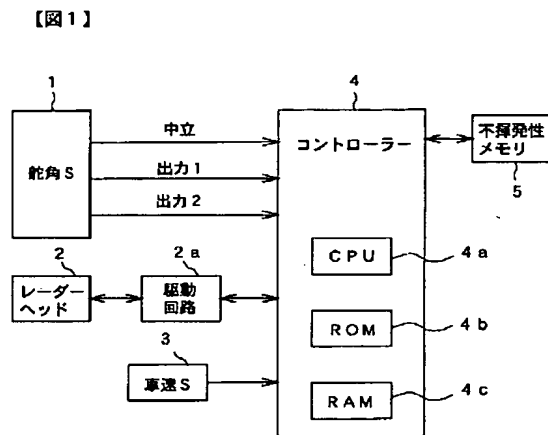 【図１】
1
舵角S
中立
出力1
出力2
4
コントローラー
不揮発性
メモリ
5
2
レーダー
ヘッド
2a
駆動
回路
3
車速S
CPU
4a
ROM
4b
RAM
4c